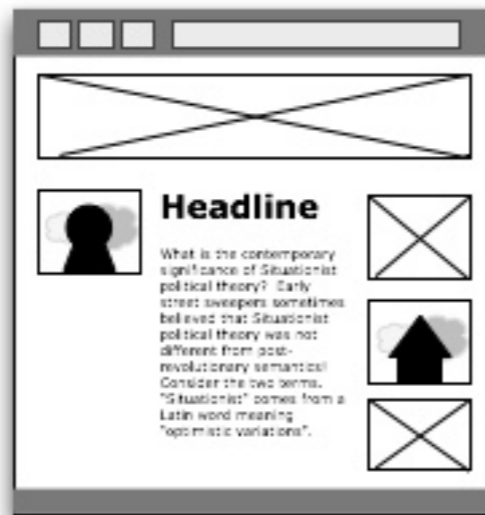 Headline
What is the contemporary
significance of Situationist
political theory? Early
street sweepers sometimes
believed that Situationist
political theory was not
different from post-
revolutionary semantics!
Consider the two terms.
"Situationist" comes from a
Latin word meaning
"optimistic variations".